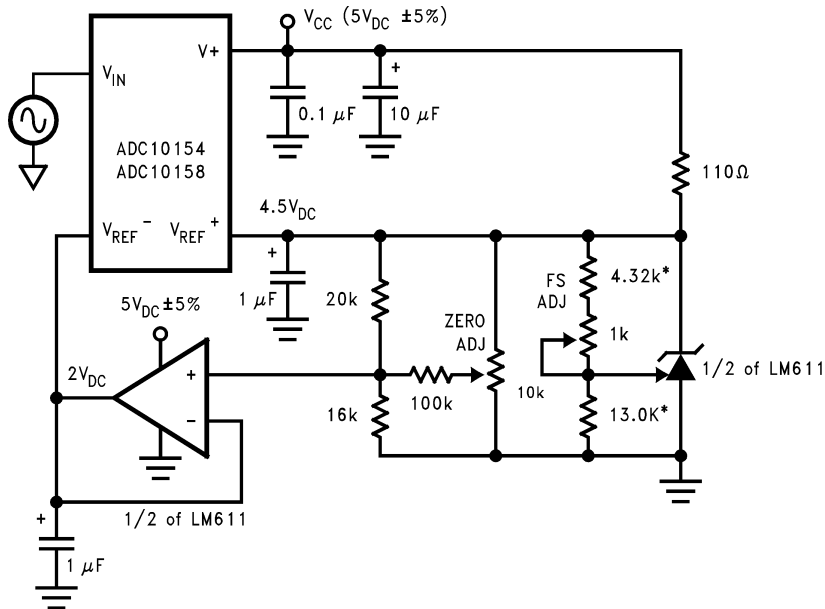 V_CC (5V_DC ±5%)
V+
V_IN
+
0.1 μF
10 μF
ADC10154
ADC10158
110Ω
4.5V_DC
V_REF⁻
V_REF⁺
+
FS
ADJ
4.32k*
1 μF
5V_DC ±5%
20k
ZERO
ADJ
1k
2V_DC
+
1/2 of LM611
100k
10k
16k
13.0K*
−
+
1/2 of LM611
1 μF